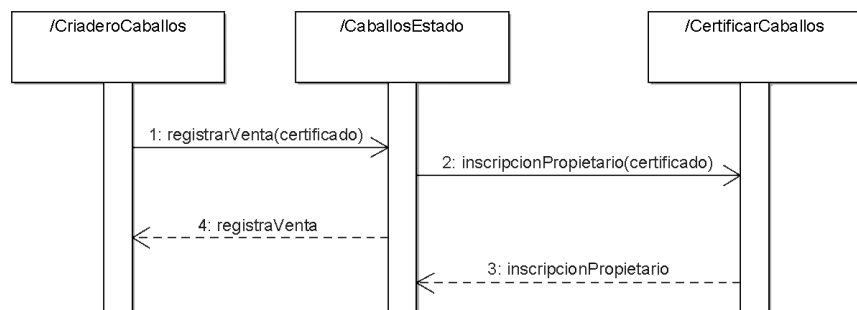 /CriaderoCaballos
/CaballosEstado
/CertificarCaballos
1: registrarVenta(certificado)
2: inscripcionPropietario(certificado)
4: registraVenta
3: inscripcionPropietario